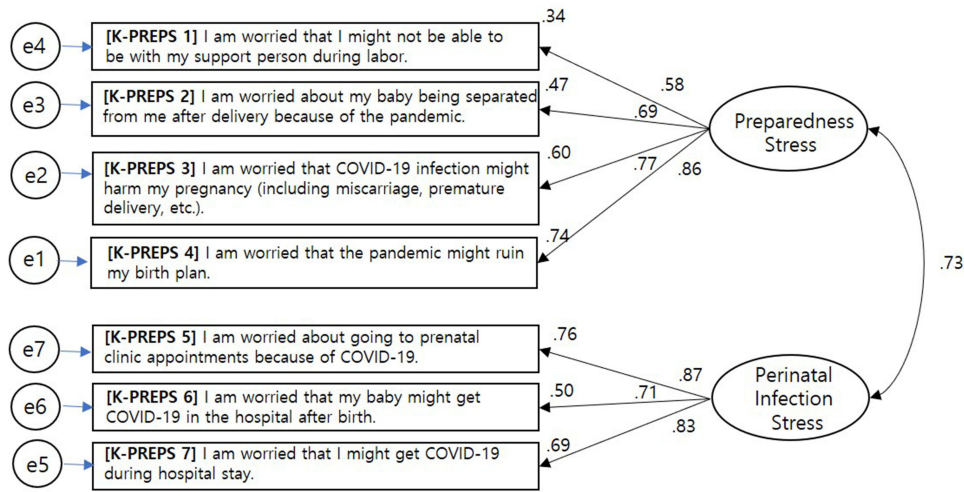 .34
e4
[K-PREPS 1] I am worried that I might not be able to
be with my support person during labor.
.58
e3
[K-PREPS 2] I am worried about my baby being separated
from me after delivery because of the pandemic.
.47
.69
Preparedness
Stress
e2
[K-PREPS 3] I am worried that COVID-19 infection might
harm my pregnancy (including miscarriage, premature
delivery, etc.).
.60
.77
.86
e1
[K-PREPS 4] I am worried that the pandemic might ruin
my birth plan.
.74
.73
e7
[K-PREPS 5] I am worried about going to prenatal
clinic appointments because of COVID-19.
.76
.87
e6
[K-PREPS 6] I am worried that my baby might get
COVID-19 in the hospital after birth.
.50
.71
Perinatal
Infection
Stress
e5
[K-PREPS 7] I am worried that I might get COVID-19
during hospital stay.
.69
.83